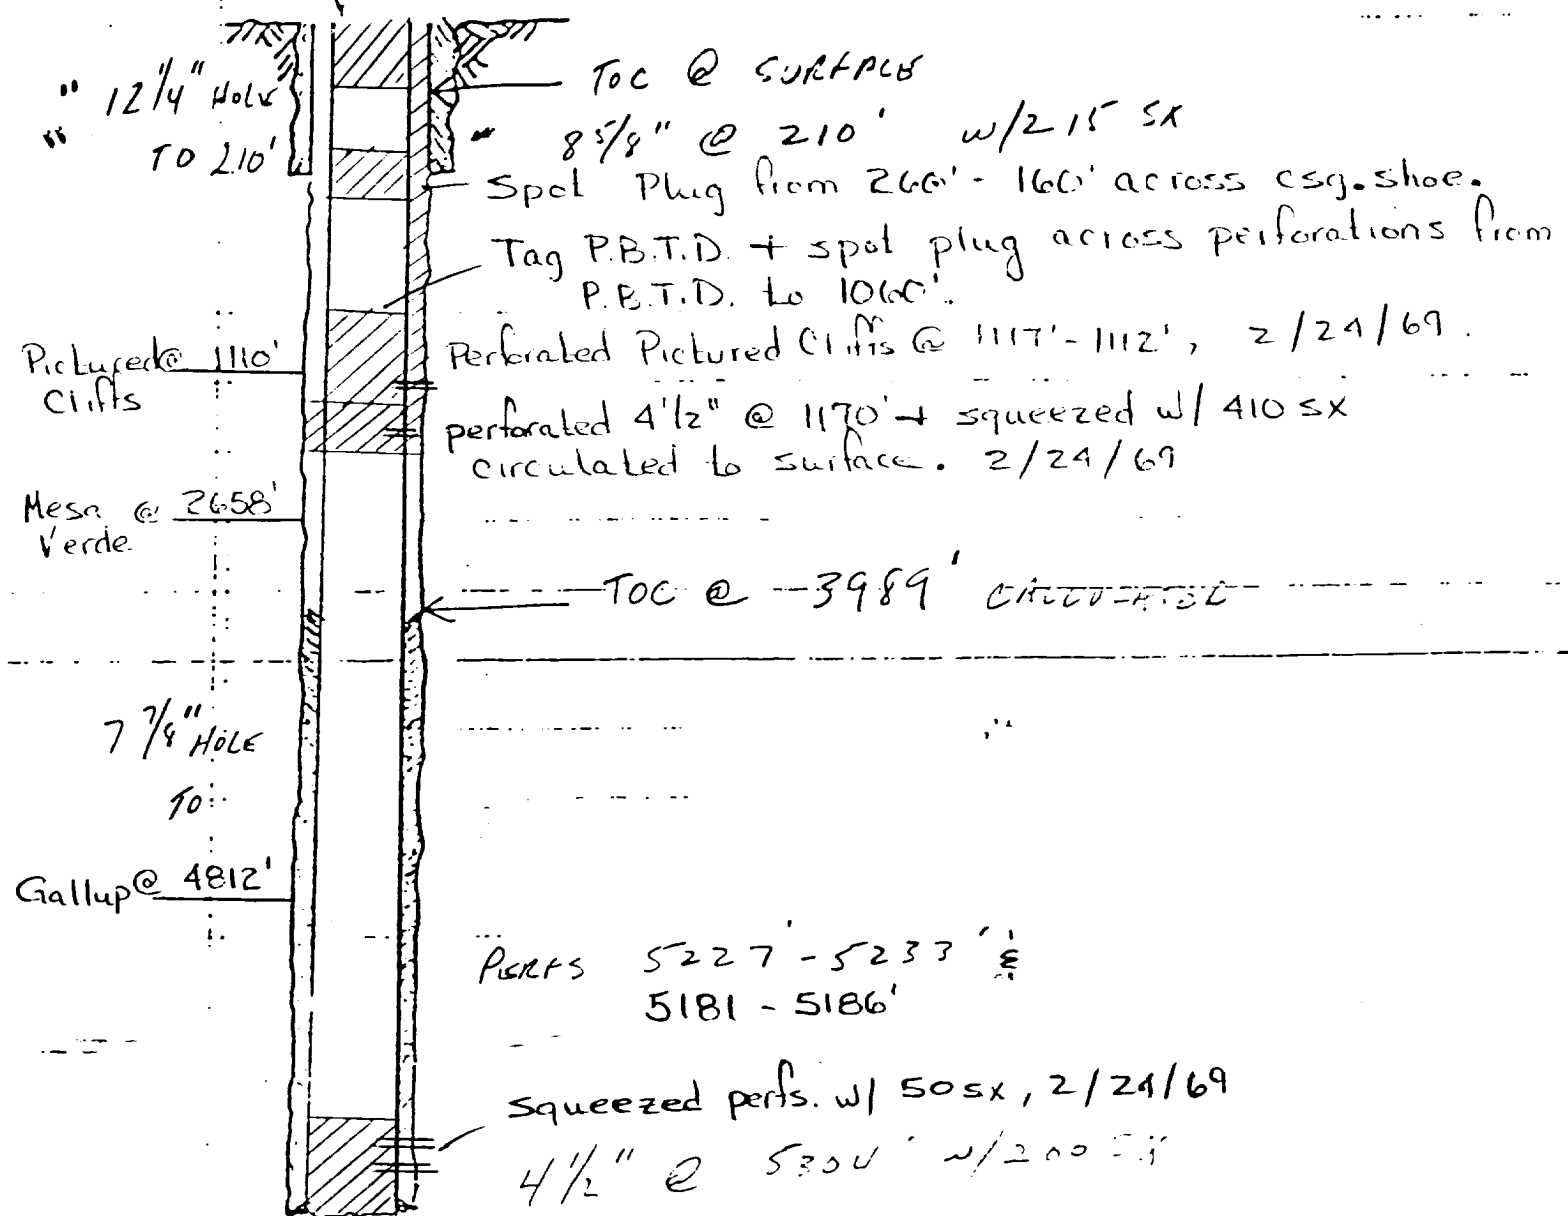 TOC @ SURFACE
12 1/4" HOLE
TO 210'
8 5/8" @ 210' w/215 SX
Spot Plug from 260' - 160' across csg. shoe.
Tag P.B.T.D. + spot plug across perforations from
P.B.T.D. to 1060'.
Pictured @ 1110'
Cliffs
Perforated Pictured Cliffs @ 1117' - 1112', 2/24/69.
perforated 4 1/2" @ 1170' + squeezed w/ 410 sx
circulated to surface. 2/24/69
Mesa @ 2658'
Verde
TOC @ -3989'
7 7/8" HOLE
TO
Gallup @ 4812'
PERFS 5227' - 5233' &
5181 - 5186'
squeezed perfs. w/ 50 sx, 2/24/69
4 1/2" @ w/200